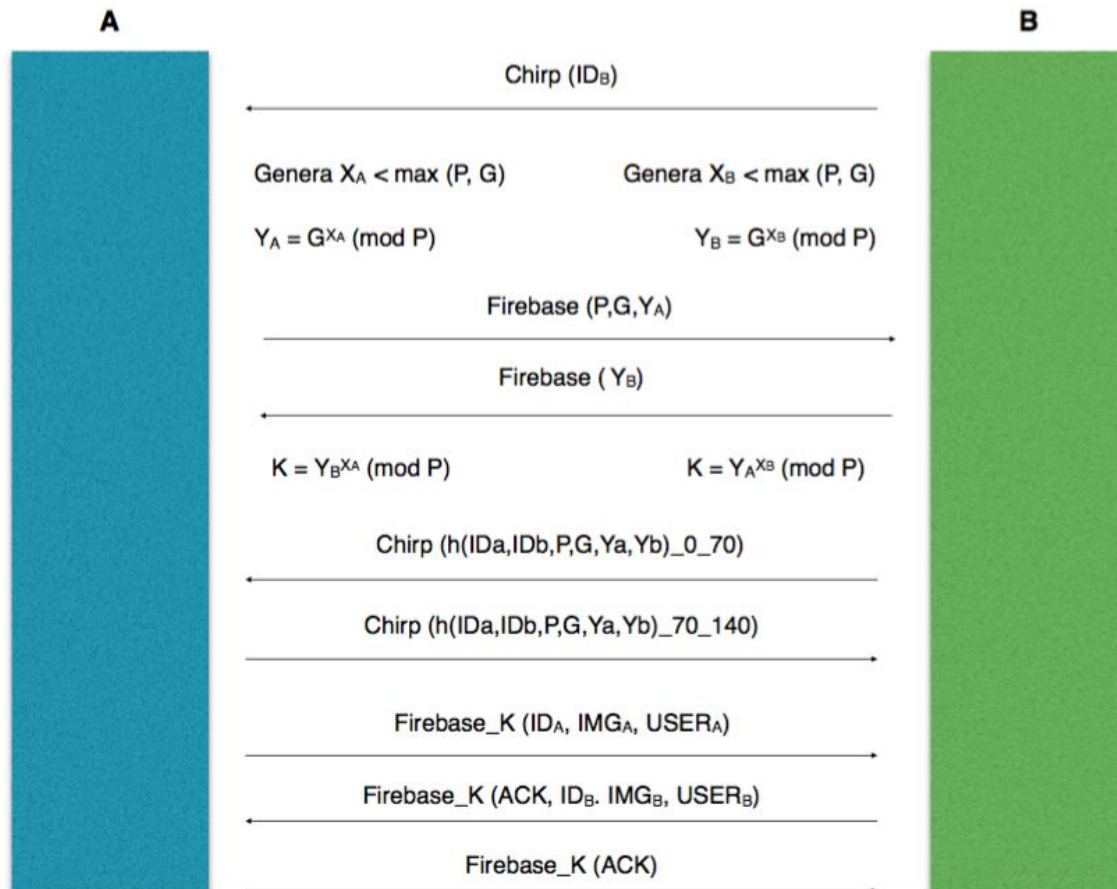 A B
Chirp (IDB)
Genera XA < max (P, G) Genera XB < max (P, G)
YA = GXA (mod P) YB = GXB (mod P)
Firebase (P,G,YA)
Firebase ( YB)
K = YBXA (mod P) K = YAXB (mod P)
Chirp (h(IDa,IDb,P,G,Ya,Yb)_0_70)
Chirp (h(IDa,IDb,P,G,Ya,Yb)_70_140)
Firebase_K (IDA, IMGA, USERA)
Firebase_K (ACK, IDB. IMGB, USERB)
Firebase_K (ACK)